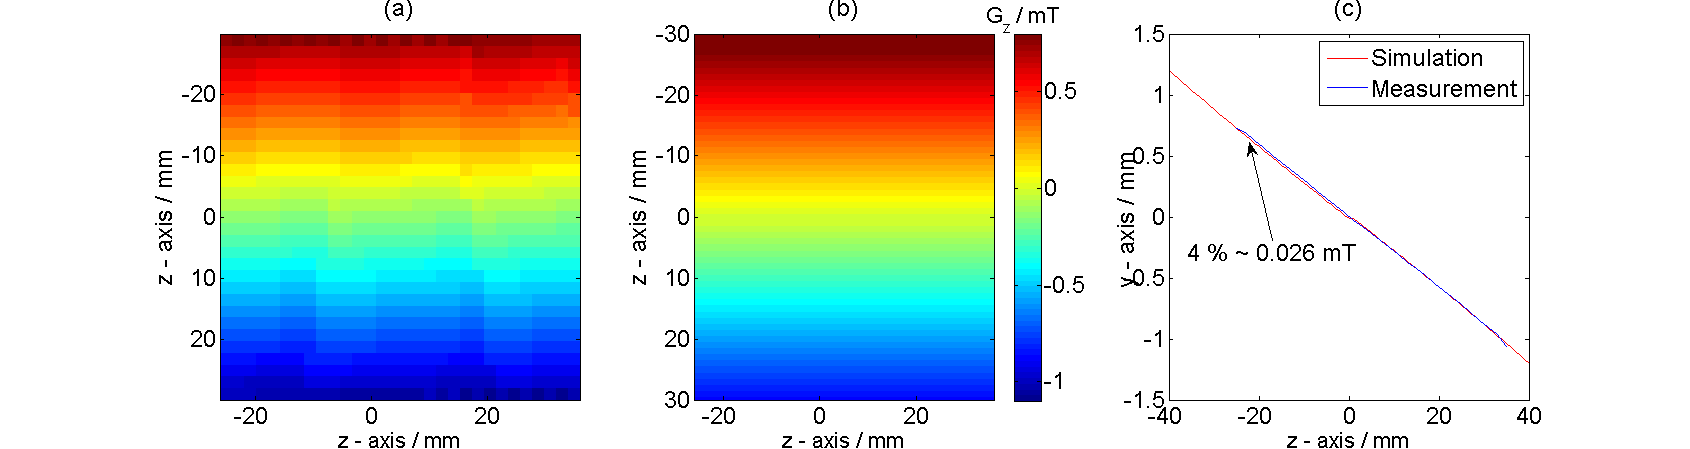 (a)
-20
-10
0
10
20
z - axis / mm
-20
0
20
z - axis / mm
(b)
-30
-20
-10
0
10
20
30
z - axis / mm
-20
0
20
z - axis / mm
G_z / mT
0.5
0
-0.5
-1
(c)
1.5
1
0.5
0
-0.5
-1
-1.5
y - axis / mm
-40
-20
0
20
40
z - axis / mm
Simulation
Measurement
4 % ~ 0.026 mT